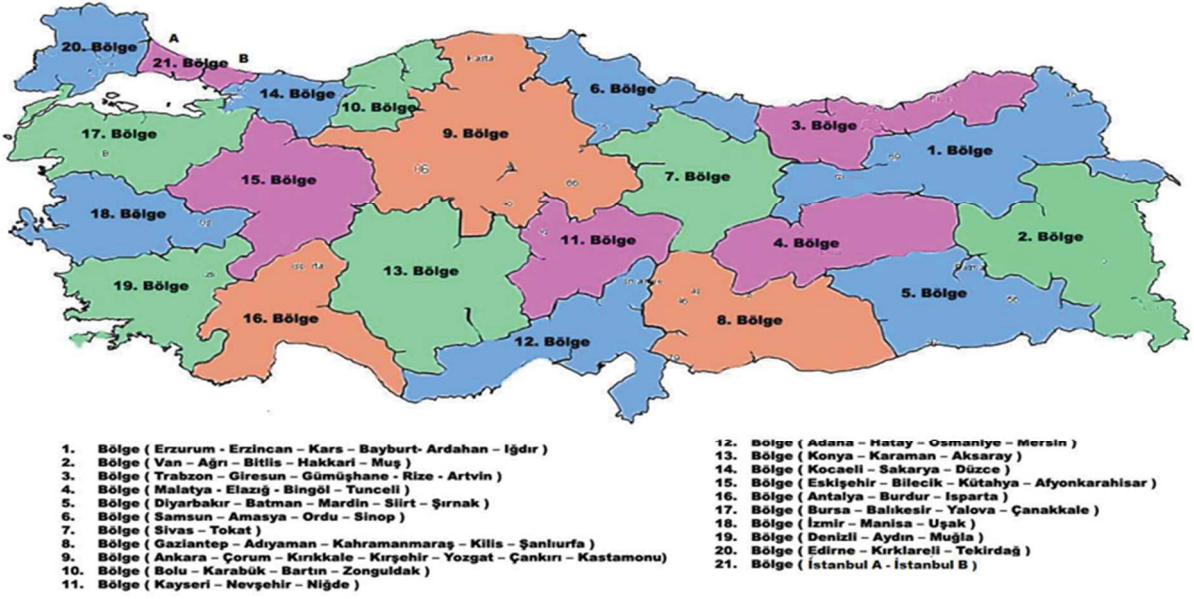 A
B
20. Bölge
21. Bölge
14. Bölge
10. Bölge
6. Bölge
3. Bölge
17. Bölge
9. Bölge
1. Bölge
15. Bölge
7. Bölge
18. Bölge
11. Bölge
4. Bölge
2. Bölge
13. Bölge
19. Bölge
5. Bölge
16. Bölge
8. Bölge
12. Bölge
1. Bölge ( Erzurum - Erzincan – Kars – Bayburt- Ardahan – Iğdır )
2. Bölge ( Van – Ağrı – Bitlis – Hakkari – Muş )
3. Bölge ( Trabzon – Giresun – Gümüşhane - Rize - Artvin )
4. Bölge ( Malatya - Elazığ - Bingöl – Tunceli )
5. Bölge ( Diyarbakır – Batman – Mardin – Siirt – Şırnak )
6. Bölge ( Samsun – Amasya – Ordu – Sinop )
7. Bölge ( Sivas – Tokat )
8. Bölge ( Gaziantep – Adıyaman – Kahramanmaraş – Kilis – Şanlıurfa )
9. Bölge ( Ankara – Çorum – Kırıkkale – Kırşehir – Yozgat – Çankırı – Kastamonu)
10. Bölge ( Bolu – Karabük – Bartın – Zonguldak )
11. Bölge ( Kayseri – Nevşehir – Niğde )
12. Bölge ( Adana – Hatay – Osmaniye – Mersin )
13. Bölge ( Konya – Karaman – Aksaray )
14. Bölge ( Kocaeli – Sakarya – Düzce )
15. Bölge ( Eskişehir – Bilecik – Kütahya – Afyonkarahisar )
16. Bölge ( Antalya – Burdur – Isparta )
17. Bölge ( Bursa – Balıkesir – Yalova – Çanakkale )
18. Bölge ( İzmir – Manisa – Uşak )
19. Bölge ( Denizli – Aydın – Muğla )
20. Bölge ( Edirne – Kırklareli – Tekirdağ )
21. Bölge ( İstanbul A - İstanbul B )